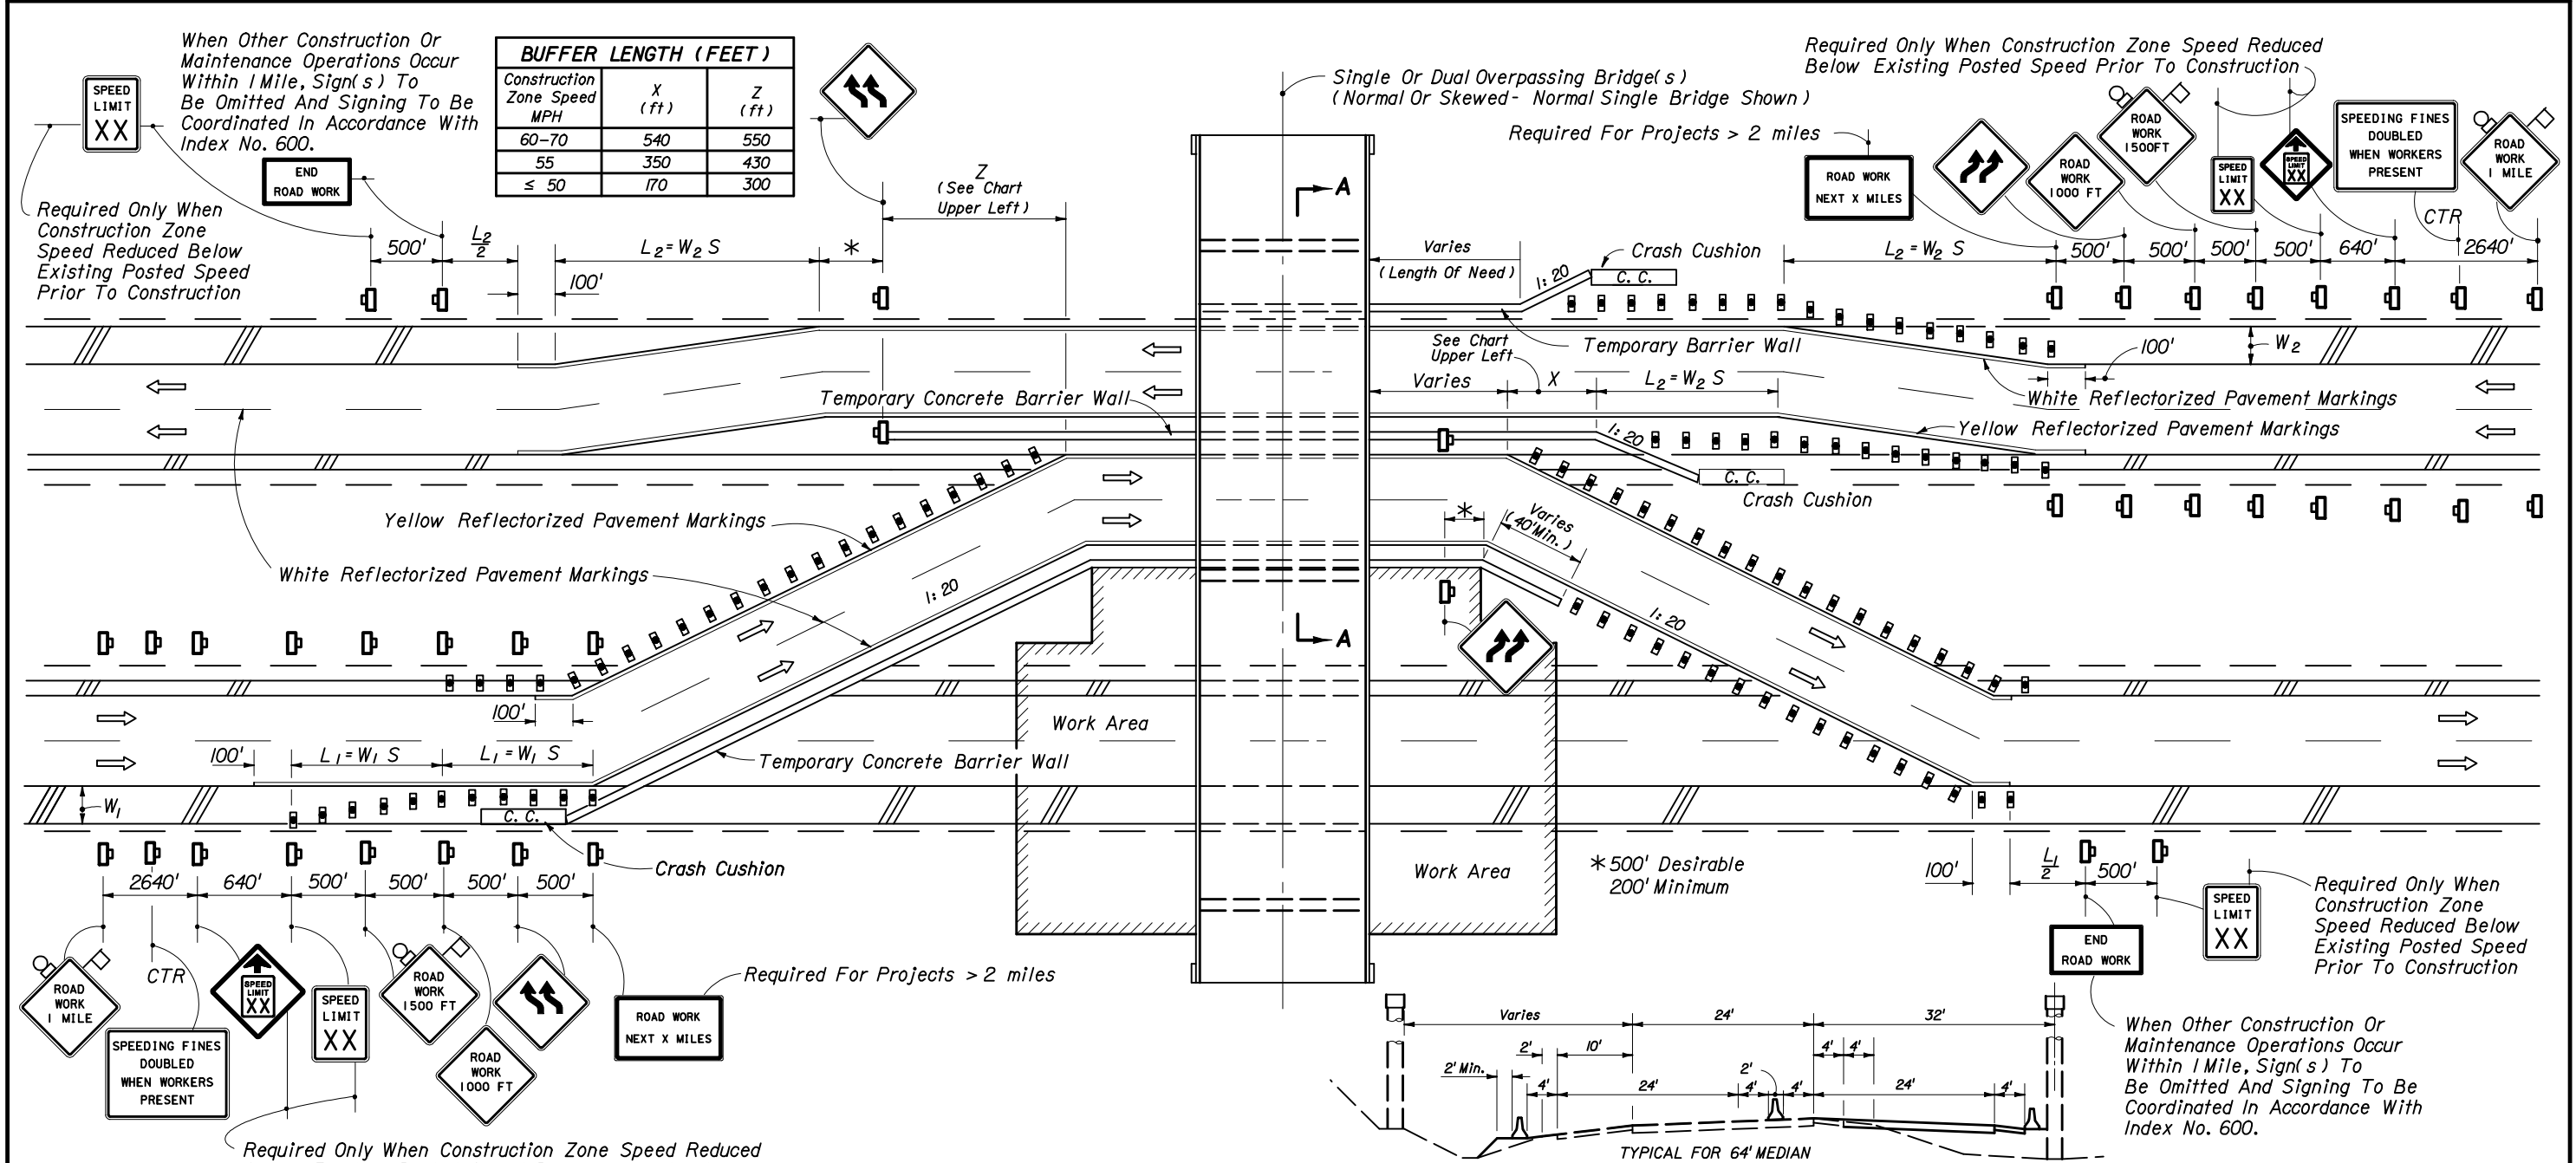 When Other Construction Or
Maintenance Operations Occur
Within 1 Mile, Sign(s) To
Be Omitted And Signing To Be
Coordinated In Accordance With
Index No. 600.
SPEED
LIMIT
XX
END
ROAD WORK
Required Only When
Construction Zone
Speed Reduced Below
Existing Posted Speed
Prior To Construction
BUFFER LENGTH (FEET)
Construction
Zone Speed
MPH
X
(ft)
Z
(ft)
60-70 540 550
55 350 430
≤ 50 170 300
500'
L2
2
100'
L2 = W2 S
*
Z
(See Chart
Upper Left)
Single Or Dual Overpassing Bridge(s)
(Normal Or Skewed - Normal Single Bridge Shown)
A
Required For Projects > 2 miles
Required Only When Construction Zone Speed Reduced
Below Existing Posted Speed Prior To Construction
ROAD WORK
NEXT X MILES
ROAD
WORK
1000 FT
ROAD
WORK
1500FT
SPEED
LIMIT
XX
SPEED
LIMIT
XX
SPEEDING FINES
DOUBLED
WHEN WORKERS
PRESENT
ROAD
WORK
1 MILE
CTR
Varies
(Length Of Need)
1:20
Crash Cushion
C. C.
L2 = W2 S
500' 500' 500' 500' 640' 2640'
See Chart
Upper Left
Temporary Barrier Wall
100'
W2
Varies
X
L2 = W2 S
White Reflectorized Pavement Markings
Temporary Concrete Barrier Wall
1:20
Yellow Reflectorized Pavement Markings
C. C.
Crash Cushion
Yellow Reflectorized Pavement Markings
*
Varies
(40'Min.)
White Reflectorized Pavement Markings
1:20
1:20
A
100'
Work Area
100'
L1 = W1 S
L1 = W1 S
Temporary Concrete Barrier Wall
W1
C. C.
Crash Cushion
Work Area
* 500' Desirable
200' Minimum
100'
L1
2
500'
2640' 640' 500' 500' 500' 500'
Required Only When
Construction Zone
Speed Reduced Below
Existing Posted Speed
Prior To Construction
SPEED
LIMIT
XX
END
ROAD WORK
ROAD
WORK
1 MILE
CTR
SPEEDING FINES
DOUBLED
WHEN WORKERS
PRESENT
SPEED
LIMIT
XX
SPEED
LIMIT
XX
ROAD
WORK
1500 FT
ROAD
WORK
1000 FT
ROAD WORK
NEXT X MILES
Required For Projects > 2 miles
Varies 24' 32'
2' 10' 4' 4'
2' Min. 2'
4' 24' 4' 4' 24' 4'
TYPICAL FOR 64' MEDIAN
When Other Construction Or
Maintenance Operations Occur
Within 1 Mile, Sign(s) To
Be Omitted And Signing To Be
Coordinated In Accordance With
Index No. 600.
Required Only When Construction Zone Speed Reduced